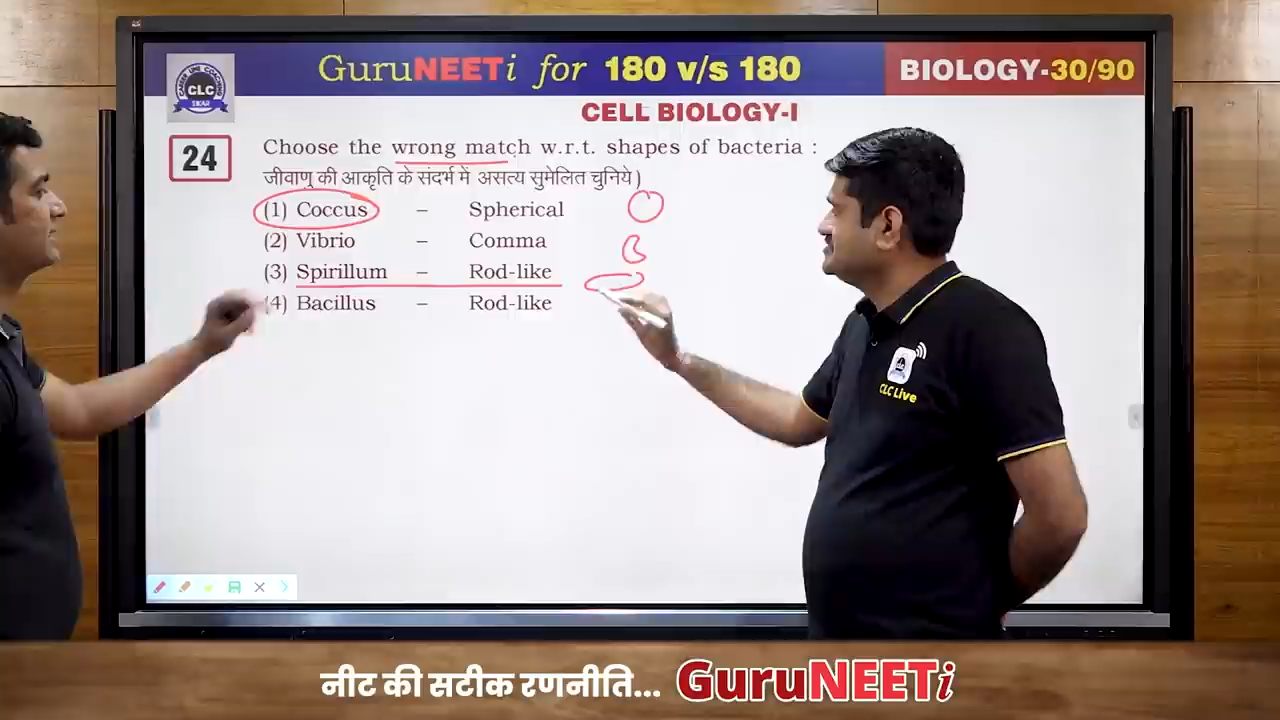 GuruNEETi for 180 v/s 180
BIOLOGY-30/90
CLC
CELL BIOLOGY-I
24
Choose the wrong match w.r.t. shapes of bacteria :
जीवाणु की आकृति के संदर्भ में असत्य सुमेलित चुनिये)
(1) Coccus – Spherical
(2) Vibrio – Comma
(3) Spirillum – Rod-like
(4) Bacillus – Rod-like
CLC Live
नीट की सटीक रणनीति... GuruNEETi